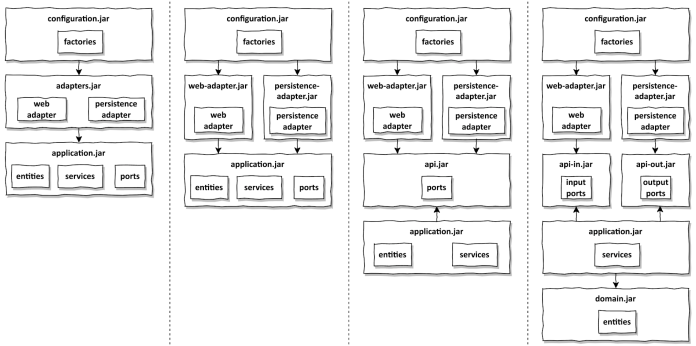 configuration.jar
factories
adapters.jar
web
adapter
persistence
adapter
application.jar
entities
services
ports
configuration.jar
factories
web-adapter.jar
web
adapter
persistence-
adapter.jar
persistence
adapter
application.jar
entities
services
ports
configuration.jar
factories
web-adapter.jar
web
adapter
persistence-
adapter.jar
persistence
adapter
api.jar
ports
application.jar
entities
services
configuration.jar
factories
web-adapter.jar
web
adapter
persistence-
adapter.jar
persistence
adapter
api-in.jar
input
ports
api-out.jar
output
ports
application.jar
services
domain.jar
entities